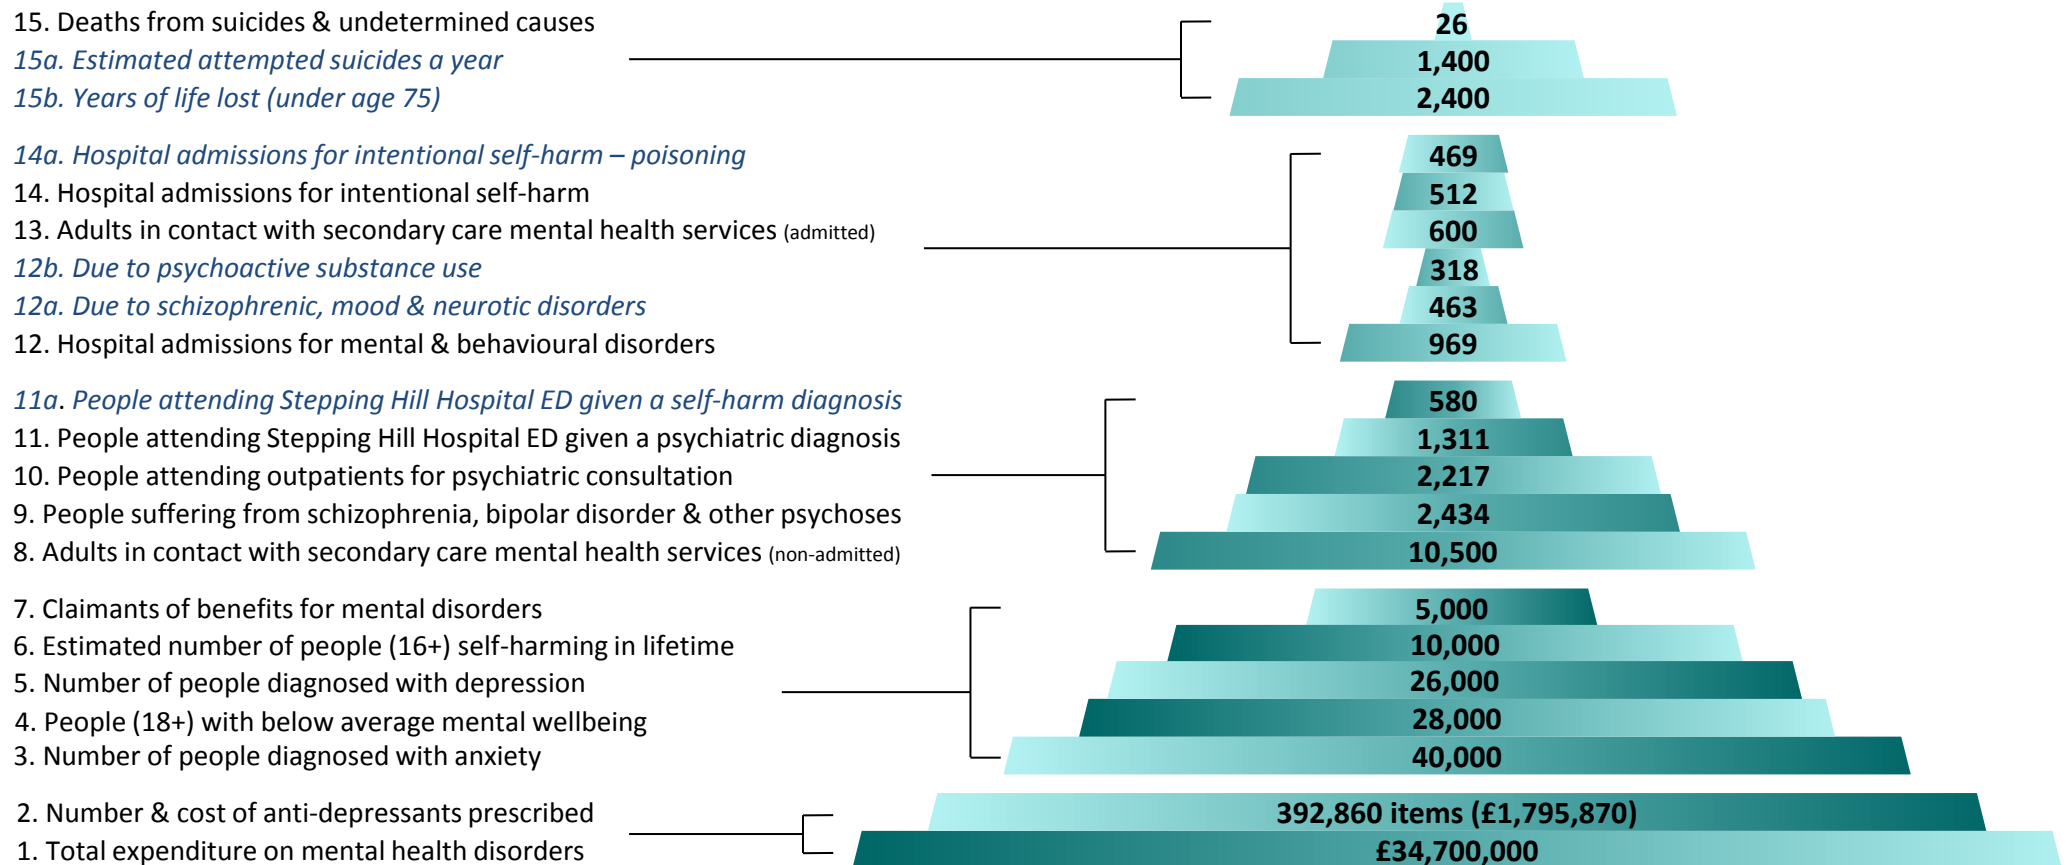 15. Deaths from suicides & undetermined causes 26
15a. Estimated attempted suicides a year 1,400
15b. Years of life lost (under age 75) 2,400
14a. Hospital admissions for intentional self-harm – poisoning 469
14. Hospital admissions for intentional self-harm 512
13. Adults in contact with secondary care mental health services (admitted) 600
12b. Due to psychoactive substance use 318
12a. Due to schizophrenic, mood & neurotic disorders 463
12. Hospital admissions for mental & behavioural disorders 969
11a. People attending Stepping Hill Hospital ED given a self-harm diagnosis 580
11. People attending Stepping Hill Hospital ED given a psychiatric diagnosis 1,311
10. People attending outpatients for psychiatric consultation 2,217
9. People suffering from schizophrenia, bipolar disorder & other psychoses 2,434
8. Adults in contact with secondary care mental health services (non-admitted) 10,500
7. Claimants of benefits for mental disorders 5,000
6. Estimated number of people (16+) self-harming in lifetime 10,000
5. Number of people diagnosed with depression 26,000
4. People (18+) with below average mental wellbeing 28,000
3. Number of people diagnosed with anxiety 40,000
2. Number & cost of anti-depressants prescribed 392,860 items (£1,795,870)
1. Total expenditure on mental health disorders £34,700,000